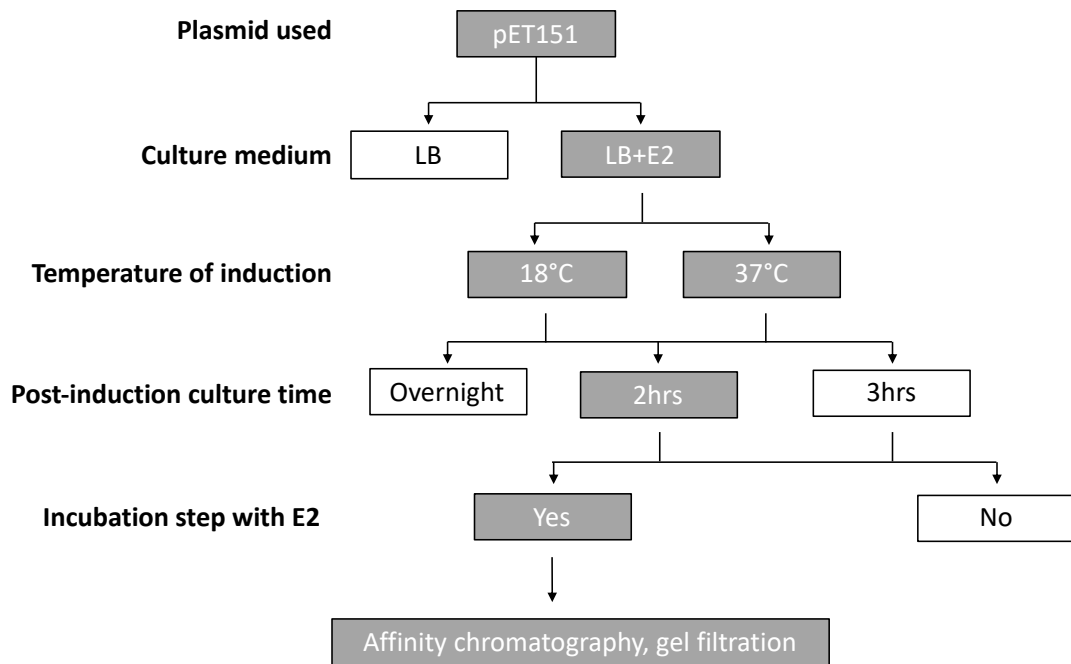 Plasmid used
pET151
Culture medium
LB
LB+E2
Temperature of induction
18°C
37°C
Post-induction culture time
Overnight
2hrs
3hrs
Incubation step with E2
Yes
No
Affinity chromatography, gel filtration